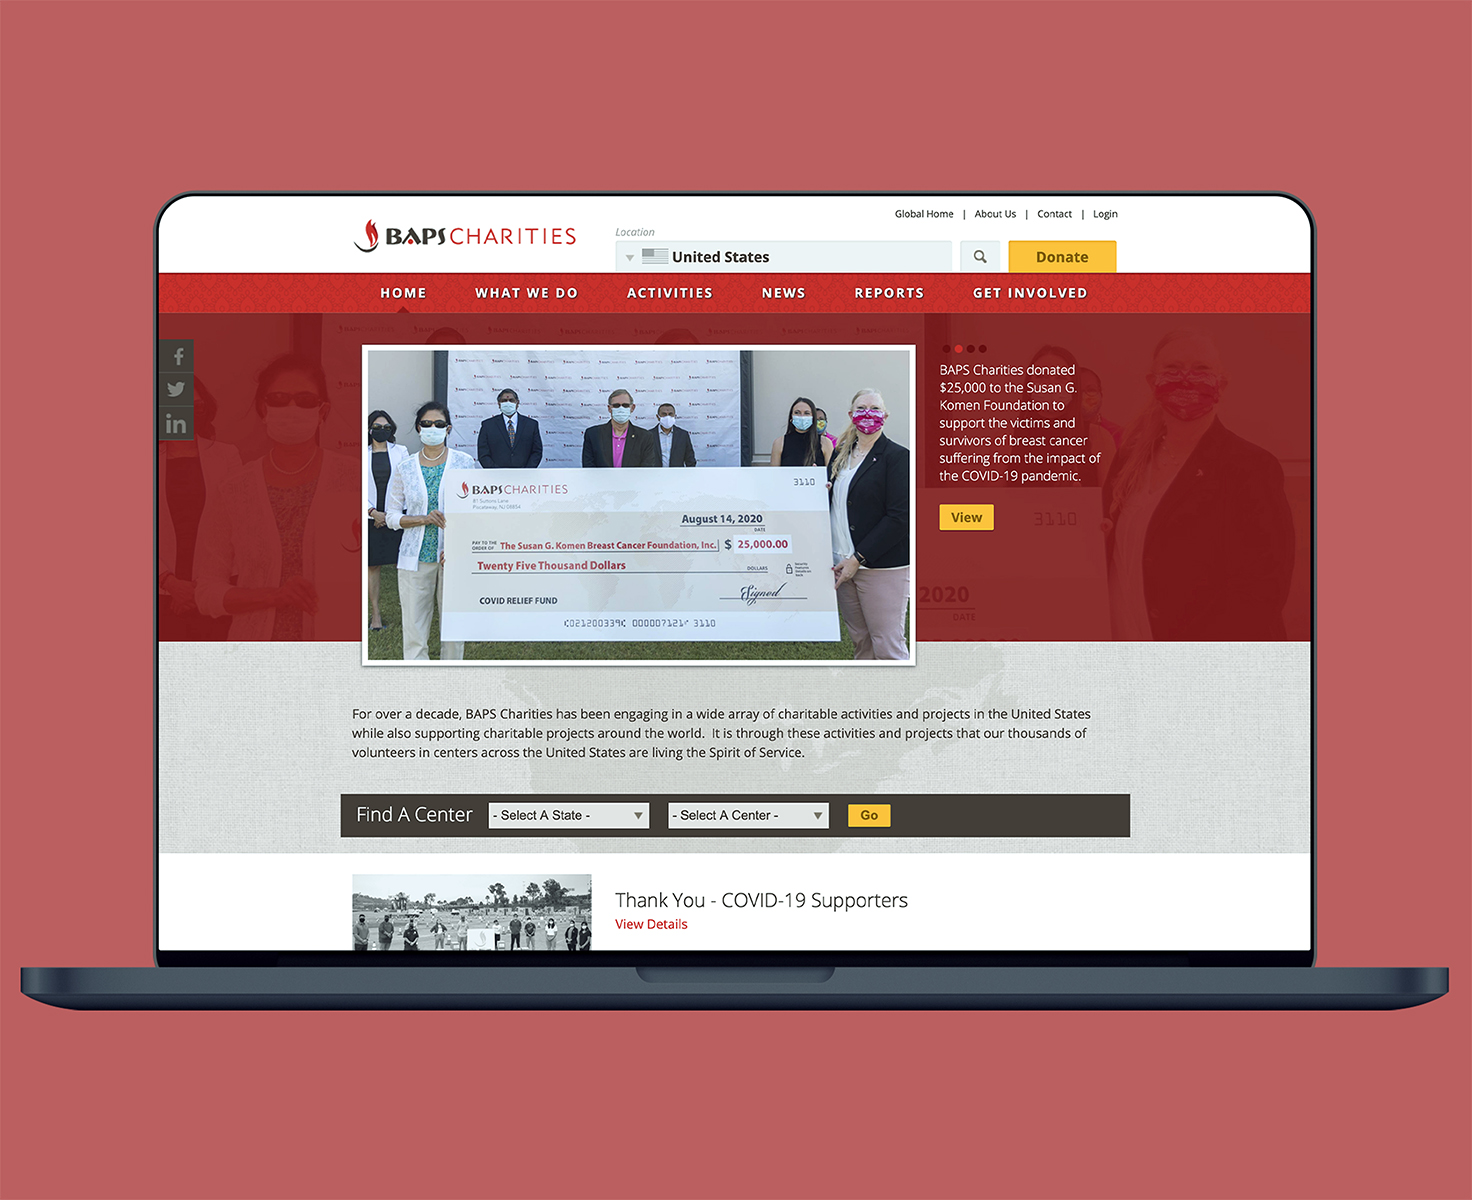 Global Home | About Us | Contact | Login
BAPS CHARITIES
Location
United States
Donate
HOME
WHAT WE DO
ACTIVITIES
NEWS
REPORTS
GET INVOLVED
f
in
BAPS CHARITIES
3110
81 Suttons Lane
Piscataway, NJ 08854
August 14, 2020
DATE
PAY TO THE
ORDER OF
The Susan G. Komen Breast Cancer Foundation, Inc.
$ 25,000.00
Twenty Five Thousand Dollars
DOLLARS
COVID RELIEF FUND
Signed
021200339 000007121 3110
BAPS Charities donated
$25,000 to the Susan G.
Komen Foundation to
support the victims and
survivors of breast cancer
suffering from the impact of
the COVID-19 pandemic.
View
3110
2020
DATE
For over a decade, BAPS Charities has been engaging in a wide array of charitable activities and projects in the United States
while also supporting charitable projects around the world. It is through these activities and projects that our thousands of
volunteers in centers across the United States are living the Spirit of Service.
Find A Center
- Select A State -
- Select A Center -
Go
Thank You - COVID-19 Supporters
View Details